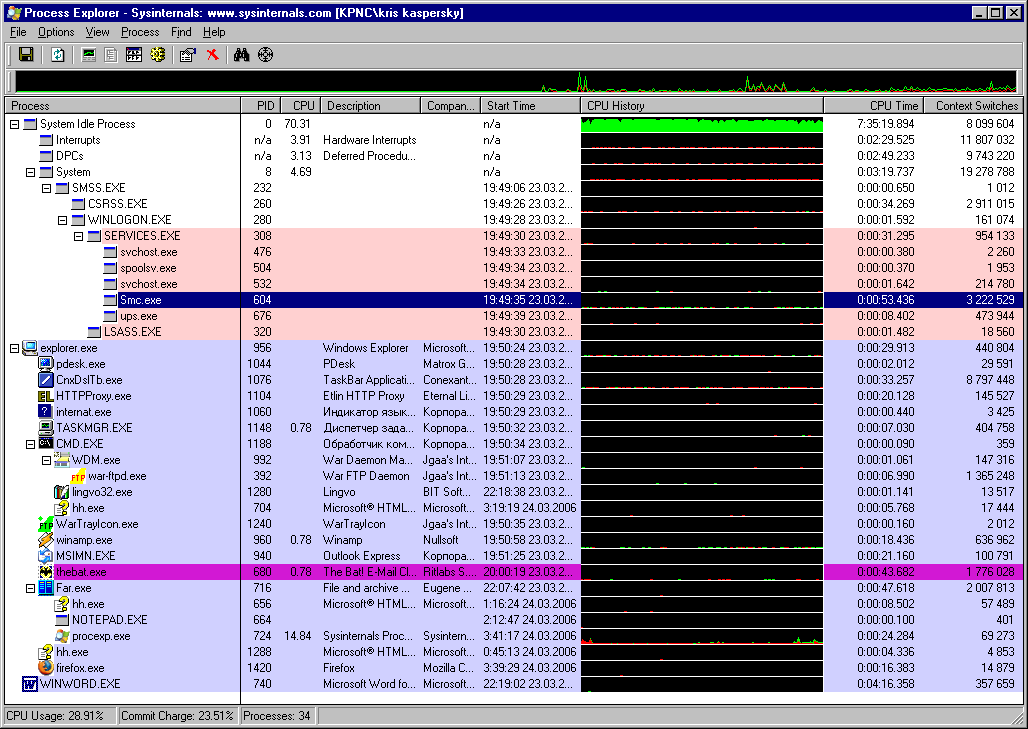 Process Explorer - Sysinternals: www.sysinternals.com [KPNC\kris kaspersky]
File Options View Process Find Help
Process PID CPU Description Compan... Start Time CPU History CPU Time Context Switches
System Idle Process 0 70.31 n/a 7:35:19.894 8 099 604
Interrupts n/a 3.91 Hardware Interrupts n/a 0:02:29.525 11 807 032
DPCs n/a 3.13 Deferred Procedu... n/a 0:02:49.233 9 743 220
System 8 4.69 n/a 0:03:19.737 19 278 788
SMSS.EXE 232 19:49:06 23.03.2... 0:00:00.650 1 012
CSRSS.EXE 260 19:49:26 23.03.2... 0:00:34.269 2 911 015
WINLOGON.EXE 280 19:49:28 23.03.2... 0:00:01.592 161 074
SERVICES.EXE 308 19:49:30 23.03.2... 0:00:31.295 954 133
svchost.exe 476 19:49:33 23.03.2... 0:00:00.380 2 260
spoolsv.exe 504 19:49:34 23.03.2... 0:00:00.370 1 953
svchost.exe 532 19:49:34 23.03.2... 0:00:01.642 214 780
Smc.exe 604 19:49:35 23.03.2... 0:00:53.436 3 222 529
ups.exe 676 19:49:39 23.03.2... 0:00:08.402 473 944
LSASS.EXE 320 19:49:30 23.03.2... 0:00:01.482 18 560
explorer.exe 956 Windows Explorer Microsoft... 19:50:24 23.03.2... 0:00:29.913 440 804
pdesk.exe 1044 PDesk Matrox G... 19:50:28 23.03.2... 0:00:02.012 29 591
CnxDslTb.exe 1076 TaskBar Applicati... Conexant... 19:50:28 23.03.2... 0:00:33.257 8 797 448
HTTPProxy.exe 1104 Etlin HTTP Proxy Eternal Li... 19:50:29 23.03.2... 0:00:20.128 145 527
internat.exe 1060 Индикатор язык... Корпора... 19:50:29 23.03.2... 0:00:00.440 3 425
TASKMGR.EXE 1148 0.78 Диспетчер зада... Корпора... 19:50:34 23.03.2... 0:00:07.030 404 758
CMD.EXE 1188 Обработчик ком... Корпора... 19:50:34 23.03.2... 0:00:00.090 359
WDM.exe 992 War Daemon Ma... Jgaa's Int... 19:51:07 23.03.2... 0:00:01.061 147 316
FTP war-ftpd.exe 392 War FTP Daemon Jgaa's Int... 19:51:13 23.03.2... 0:00:06.990 1 365 248
lingvo32.exe 1280 Lingvo BIT Soft... 22:18:38 23.03.2... 0:00:01.141 13 517
hh.exe 704 Microsoft® HTML... Microsoft... 3:19:19 24.03.2006 0:00:05.768 17 444
FTP WarTrayIcon.exe 1240 WarTrayIcon Jgaa's Int... 19:50:35 23.03.2... 0:00:00.160 2 012
winamp.exe 960 0.78 Winamp Nullsoft 19:50:58 23.03.2... 0:00:18.436 636 962
MSIMN.EXE 940 Outlook Express Корпора... 19:51:25 23.03.2... 0:00:21.160 100 791
thebat.exe 680 0.78 The Bat! E-Mail Cl... Ritlabs S... 20:00:19 23.03.2... 0:00:43.682 1 776 028
Far.exe 716 File and archive ... Eugene ... 22:07:42 23.03.2... 0:00:47.618 2 007 813
hh.exe 656 Microsoft® HTML... Microsoft... 1:16:24 24.03.2006 0:00:08.502 57 489
NOTEPAD.EXE 664 2:12:47 24.03.2006 0:00:00.100 401
procexp.exe 724 14.84 Sysinternals Proc... Sysintern... 3:41:17 24.03.2006 0:00:24.284 69 273
hh.exe 1288 Microsoft® HTML... Microsoft... 0:45:13 24.03.2006 0:00:04.336 4 853
firefox.exe 1420 Firefox Mozilla C... 3:39:29 24.03.2006 0:00:16.383 14 879
WINWORD.EXE 740 Microsoft Word fo... Microsoft... 22:19:02 23.03.2... 0:04:16.358 357 659
CPU Usage: 28.91% Commit Charge: 23.51% Processes: 34